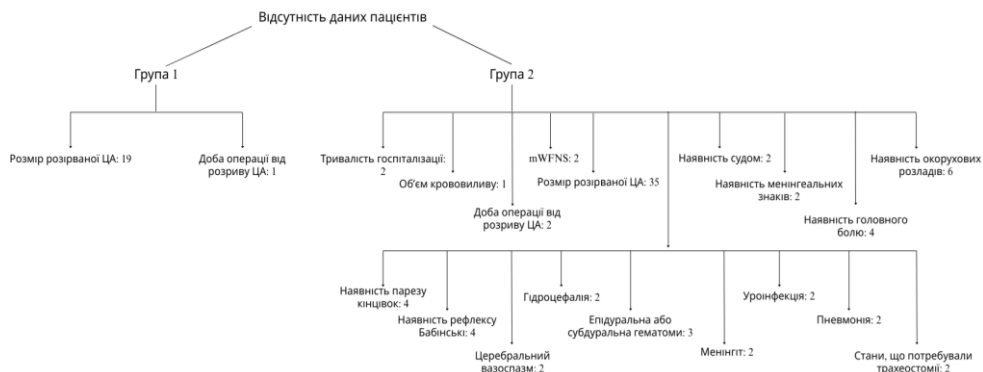 Відсутність даних пацієнтів
Група 1
Група 2
Розмір розірваної ЦА: 19
Доба операції від
розриву ЦА: 1
Тривалість госпіталізації:
2
Об'єм крововиливу: 1
Доба операції від
розриву ЦА: 2
mWFNS: 2
Розмір розірваної ЦА: 35
Наявність судом: 2
Наявність менінгеальних
знаків: 2
Наявність головного
болю: 4
Наявність окорухових
розладів: 6
Наявність парезу
кінцівок: 4
Наявність рефлексу
Бабінські: 4
Церебральний
вазоспазм: 2
Гідроцефалія: 2
Епідуральна або
субдуральна гематоми: 3
Менінгіт: 2
Уроінфекція: 2
Пневмонія: 2
Стани, що потребували
трахеостомії: 2